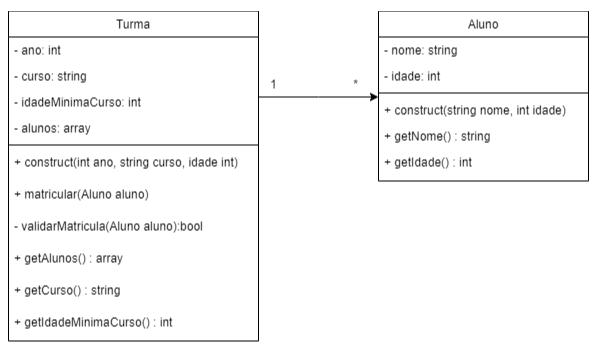 Turma
- ano: int
- curso: string
- idadeMinimaCurso: int
- alunos: array
+ construct(int ano, string curso, idade int)
+ matricular(Aluno aluno)
- validarMatricula(Aluno aluno):bool
+ getAlunos() : array
+ getCurso() : string
+ getIdadeMinimaCurso() : int
1
*
Aluno
- nome: string
- idade: int
+ construct(string nome, int idade)
+ getNome() : string
+ getIdade() : int